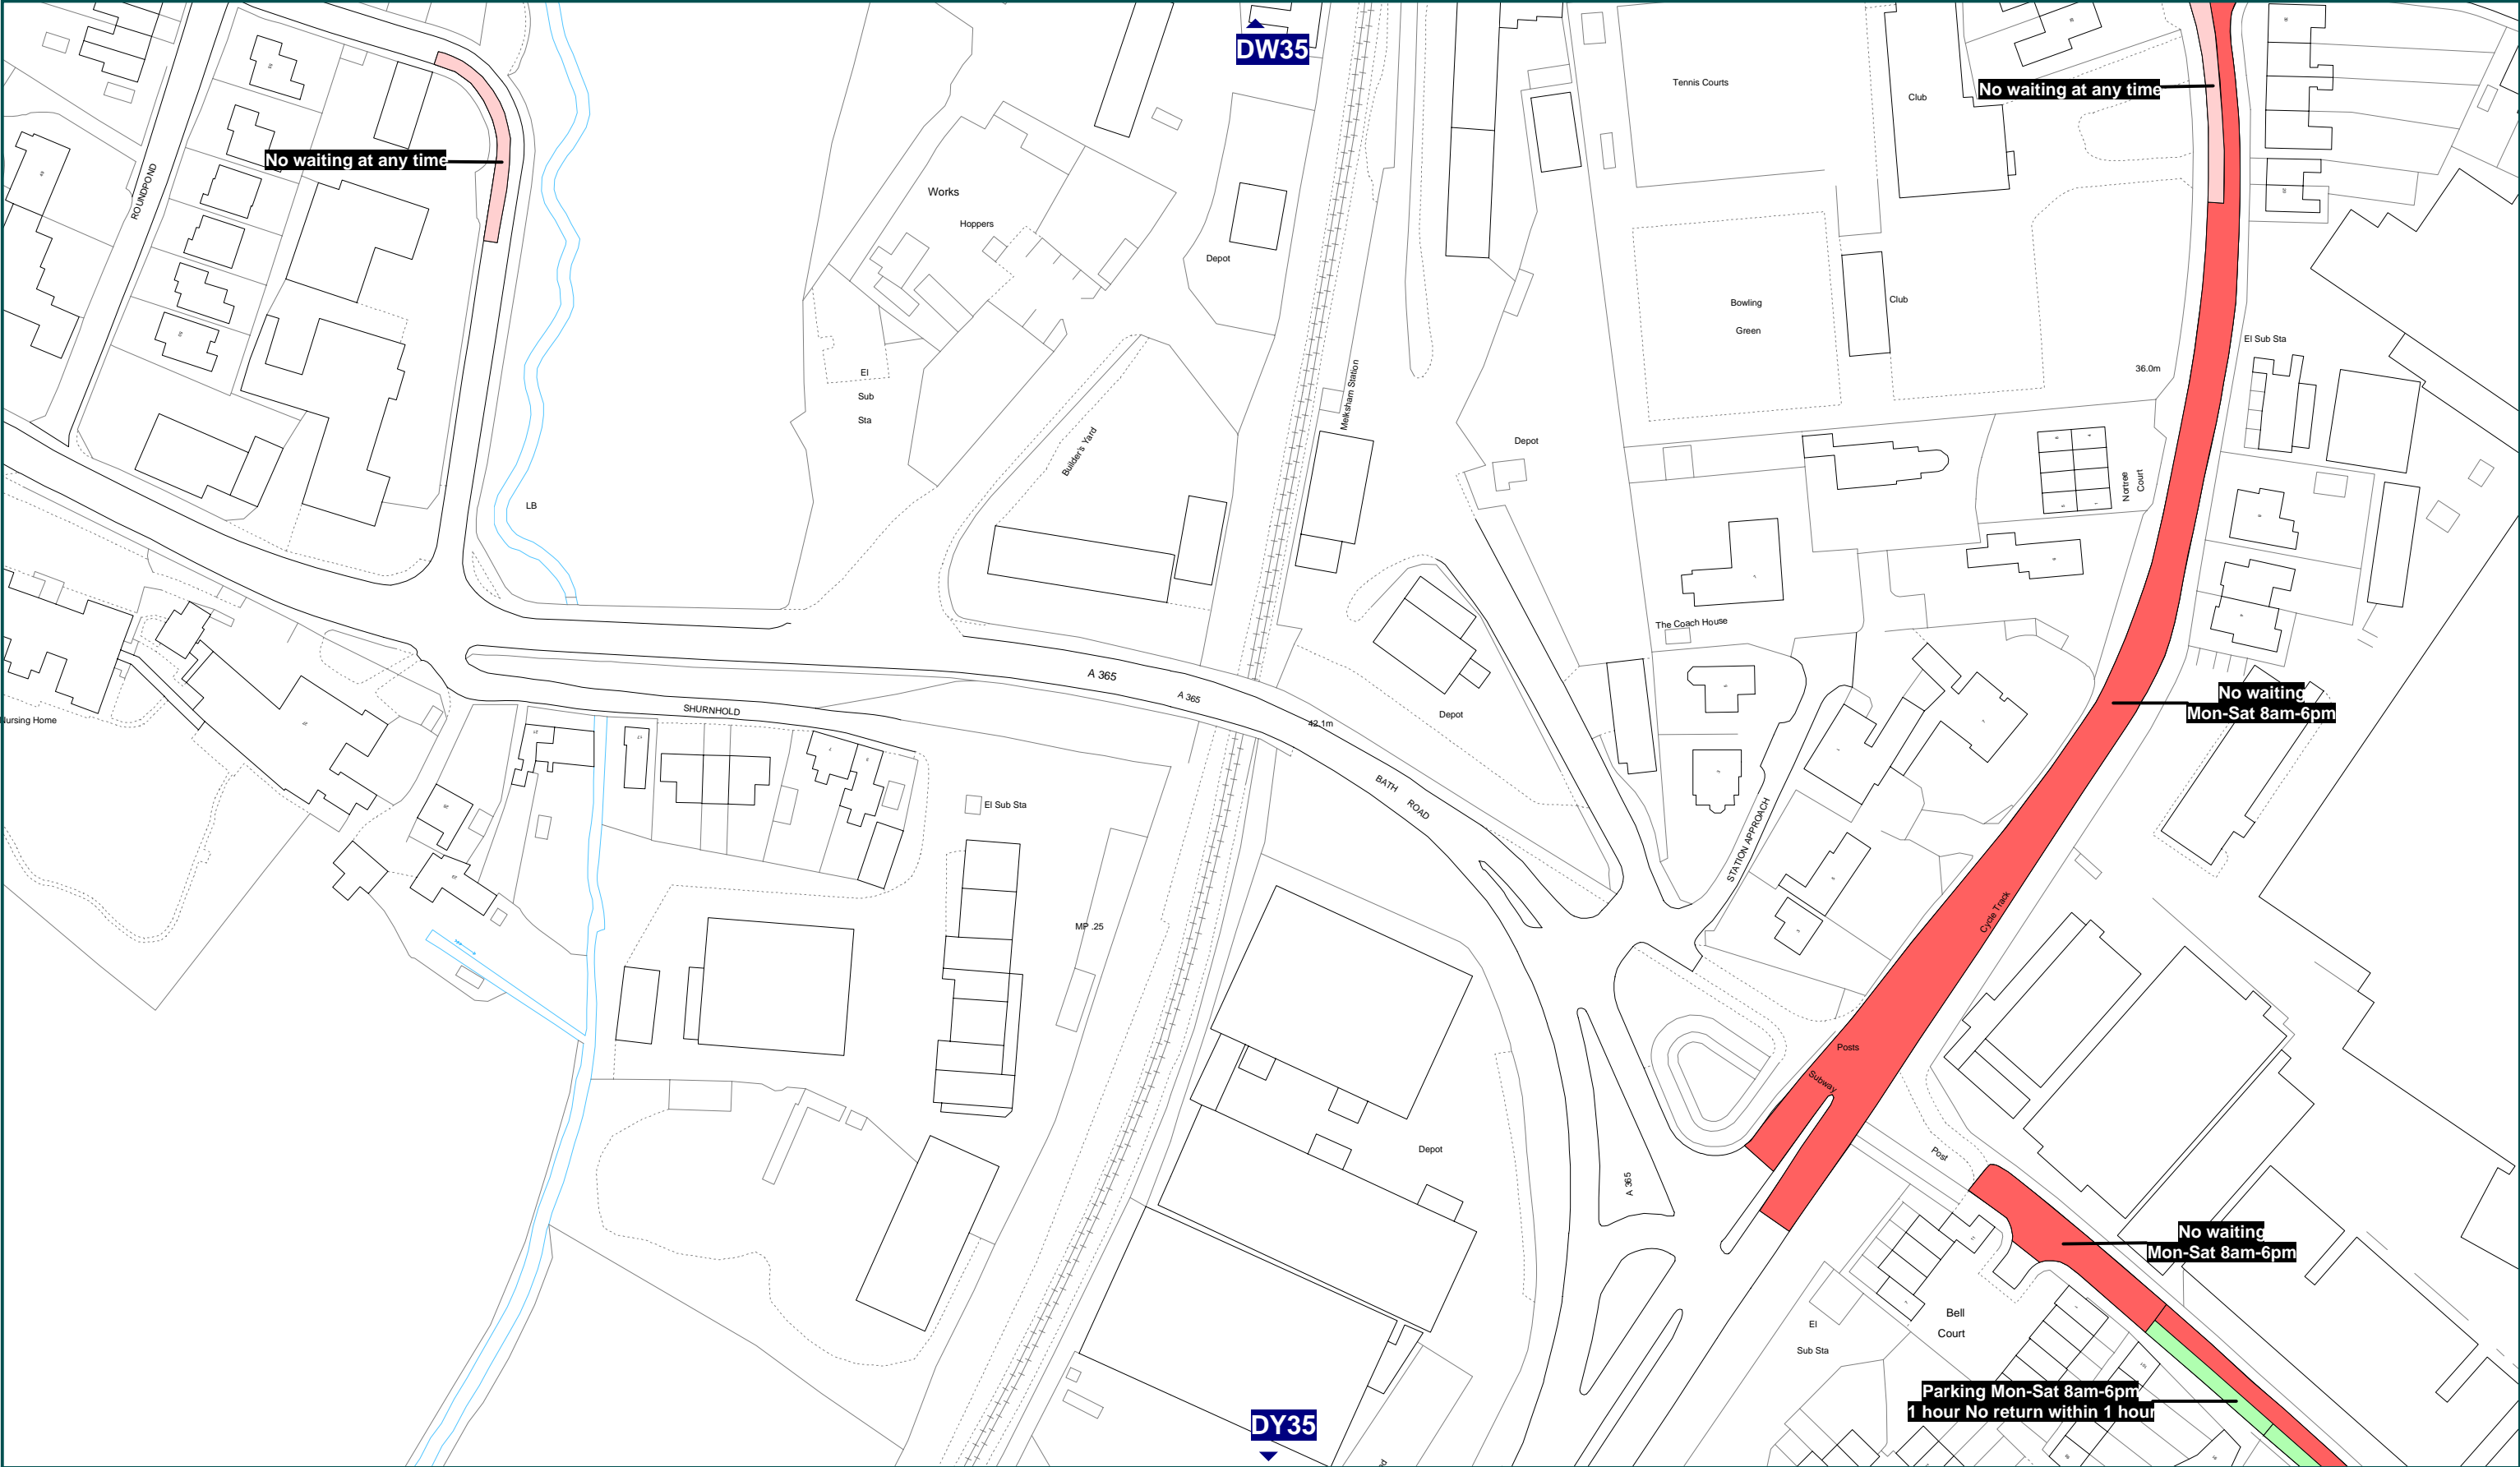 DW35
No waiting at any time
Tennis Courts
Club
No waiting at any time
ROUNDPOND
Works
Hoppers
Depot
Bowling
Green
Club
El Sub Sta
36.0m
El
Sub
Sta
Melksham Station
Builder's Yard
Depot
Nortree
Court
LB
The Coach House
A 365
A 365
42.1m
Depot
SHURNHOLD
Nursing Home
No waiting
Mon-Sat 8am-6pm
BATH ROAD
El Sub Sta
STATION APPROACH
MP .25
Cycle Track
Posts
Subway
Depot
Post
A 365
No waiting
Mon-Sat 8am-6pm
Bell
Court
El
Sub Sta
Parking Mon-Sat 8am-6pm
1 hour No return within 1 hour
DY35